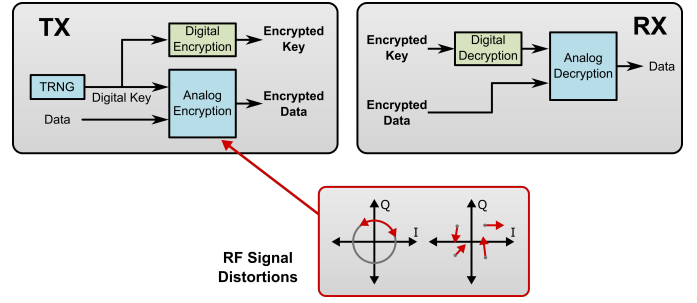 TX
Digital
Encryption
Encrypted
Key
TRNG
Digital Key
Analog
Encryption
Encrypted
Data
Data
RX
Encrypted
Key
Digital
Decryption
Analog
Decryption
Data
Encrypted
Data
RF Signal
Distortions
Q
I
Q
I